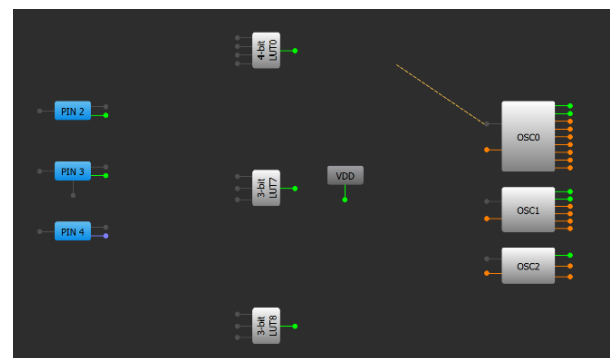 4-bit
LUT0
PIN 2
OSC0
PIN 3
3-bit
LUT7
VDD
OSC1
PIN 4
OSC2
3-bit
LUT8